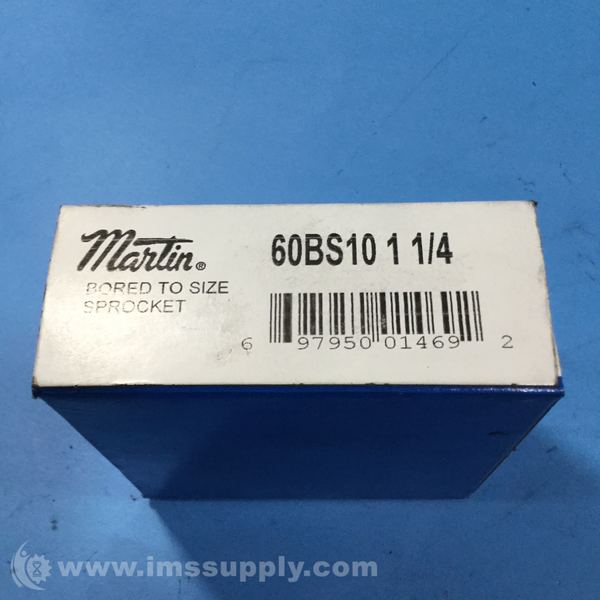 Martin®
BORED TO SIZE
SPROCKET
60BS10 1 1/4
6 97950 01469 2
www.imssupply.com